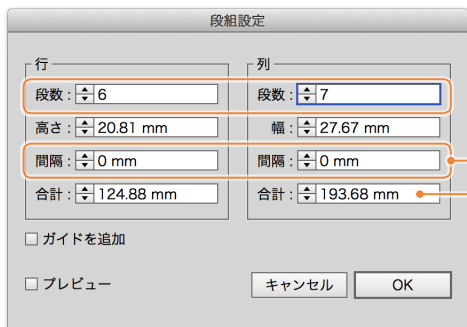 段組設定
行
段数 : 6
高さ : 20.81 mm
間隔 : 0 mm
合計 : 124.88 mm
列
段数 : 7
幅 : 27.67 mm
間隔 : 0 mm
合計 : 193.68 mm
ガイドを追加
プレビュー
キャンセル
OK